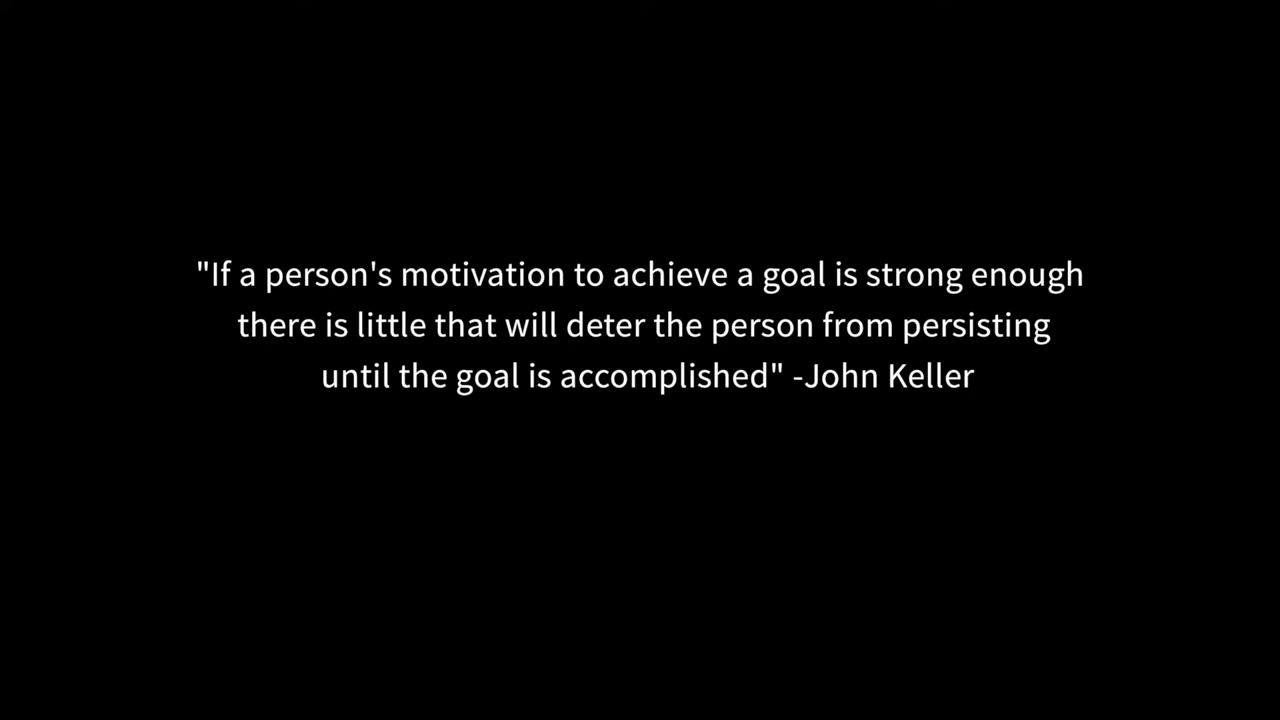 "If a person's motivation to achieve a goal is strong enough
there is little that will deter the person from persisting
until the goal is accomplished" -John Keller